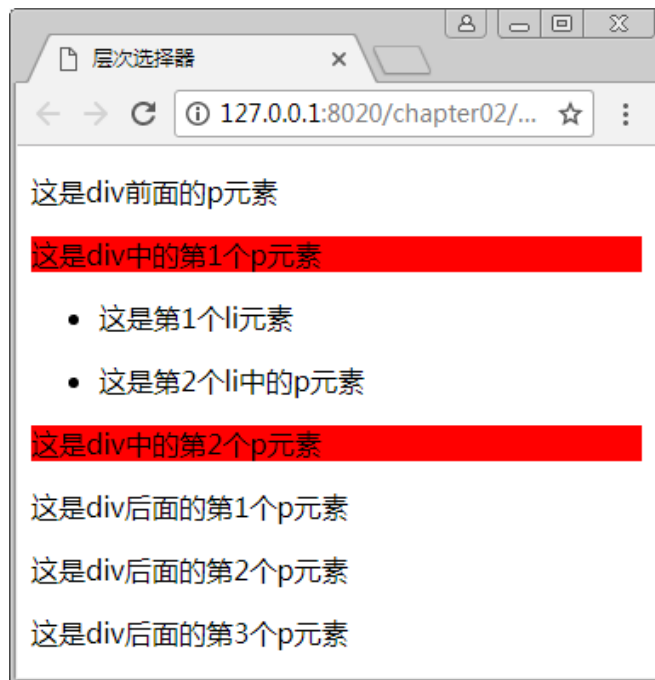 层次选择器
127.0.0.1:8020/chapter02/...
这是div前面的p元素
这是div中的第1个p元素
这是第1个li元素
这是第2个li中的p元素
这是div中的第2个p元素
这是div后面的第1个p元素
这是div后面的第2个p元素
这是div后面的第3个p元素